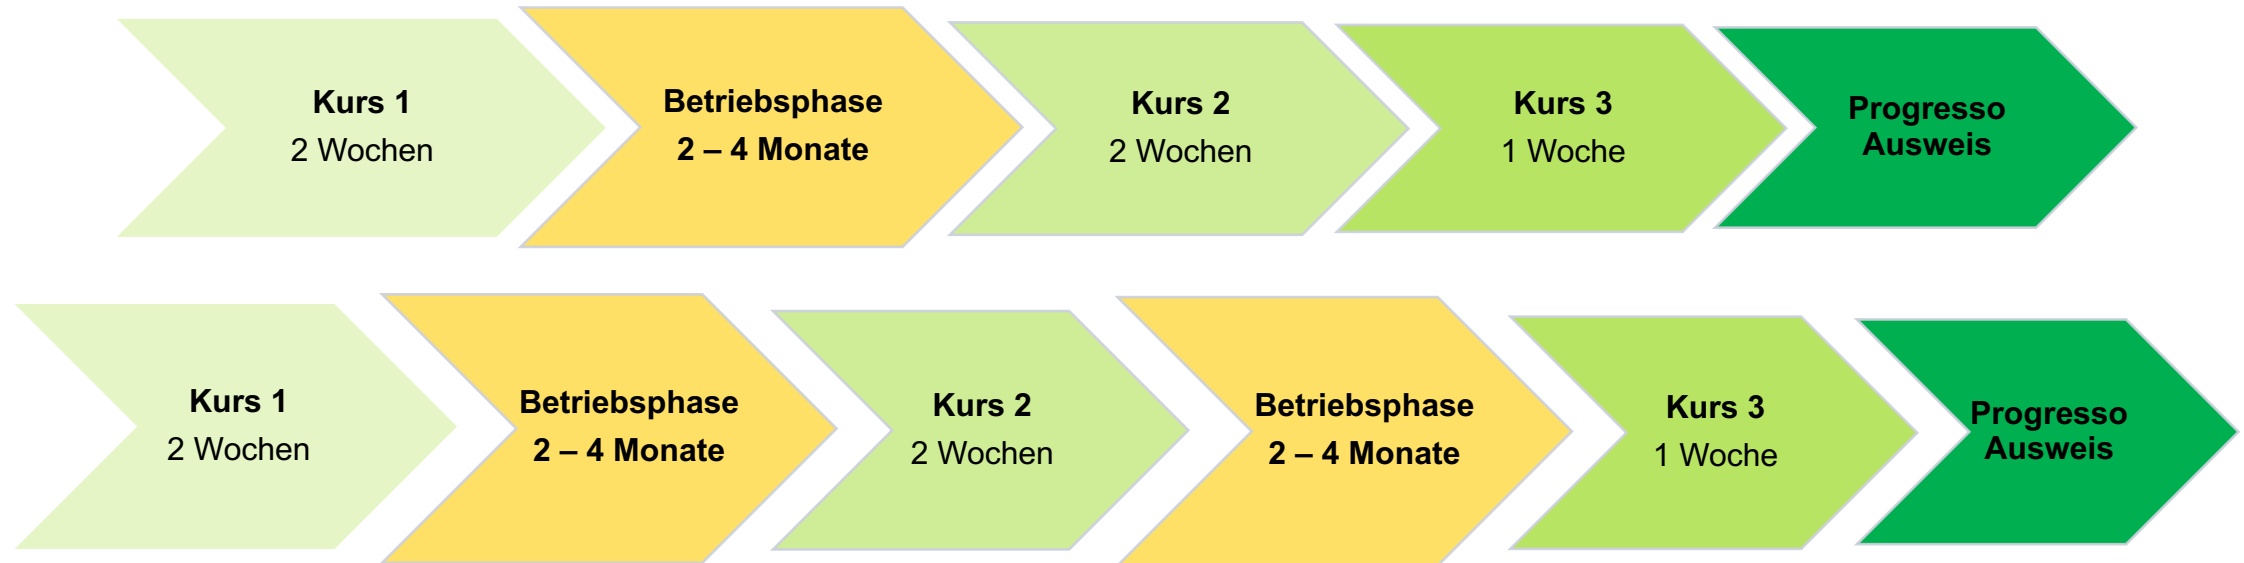 Kurs 1
2 Wochen
Betriebsphase
2 – 4 Monate
Kurs 2
2 Wochen
Kurs 3
1 Woche
Progresso
Ausweis
Kurs 1
2 Wochen
Betriebsphase
2 – 4 Monate
Kurs 2
2 Wochen
Betriebsphase
2 – 4 Monate
Kurs 3
1 Woche
Progresso
Ausweis